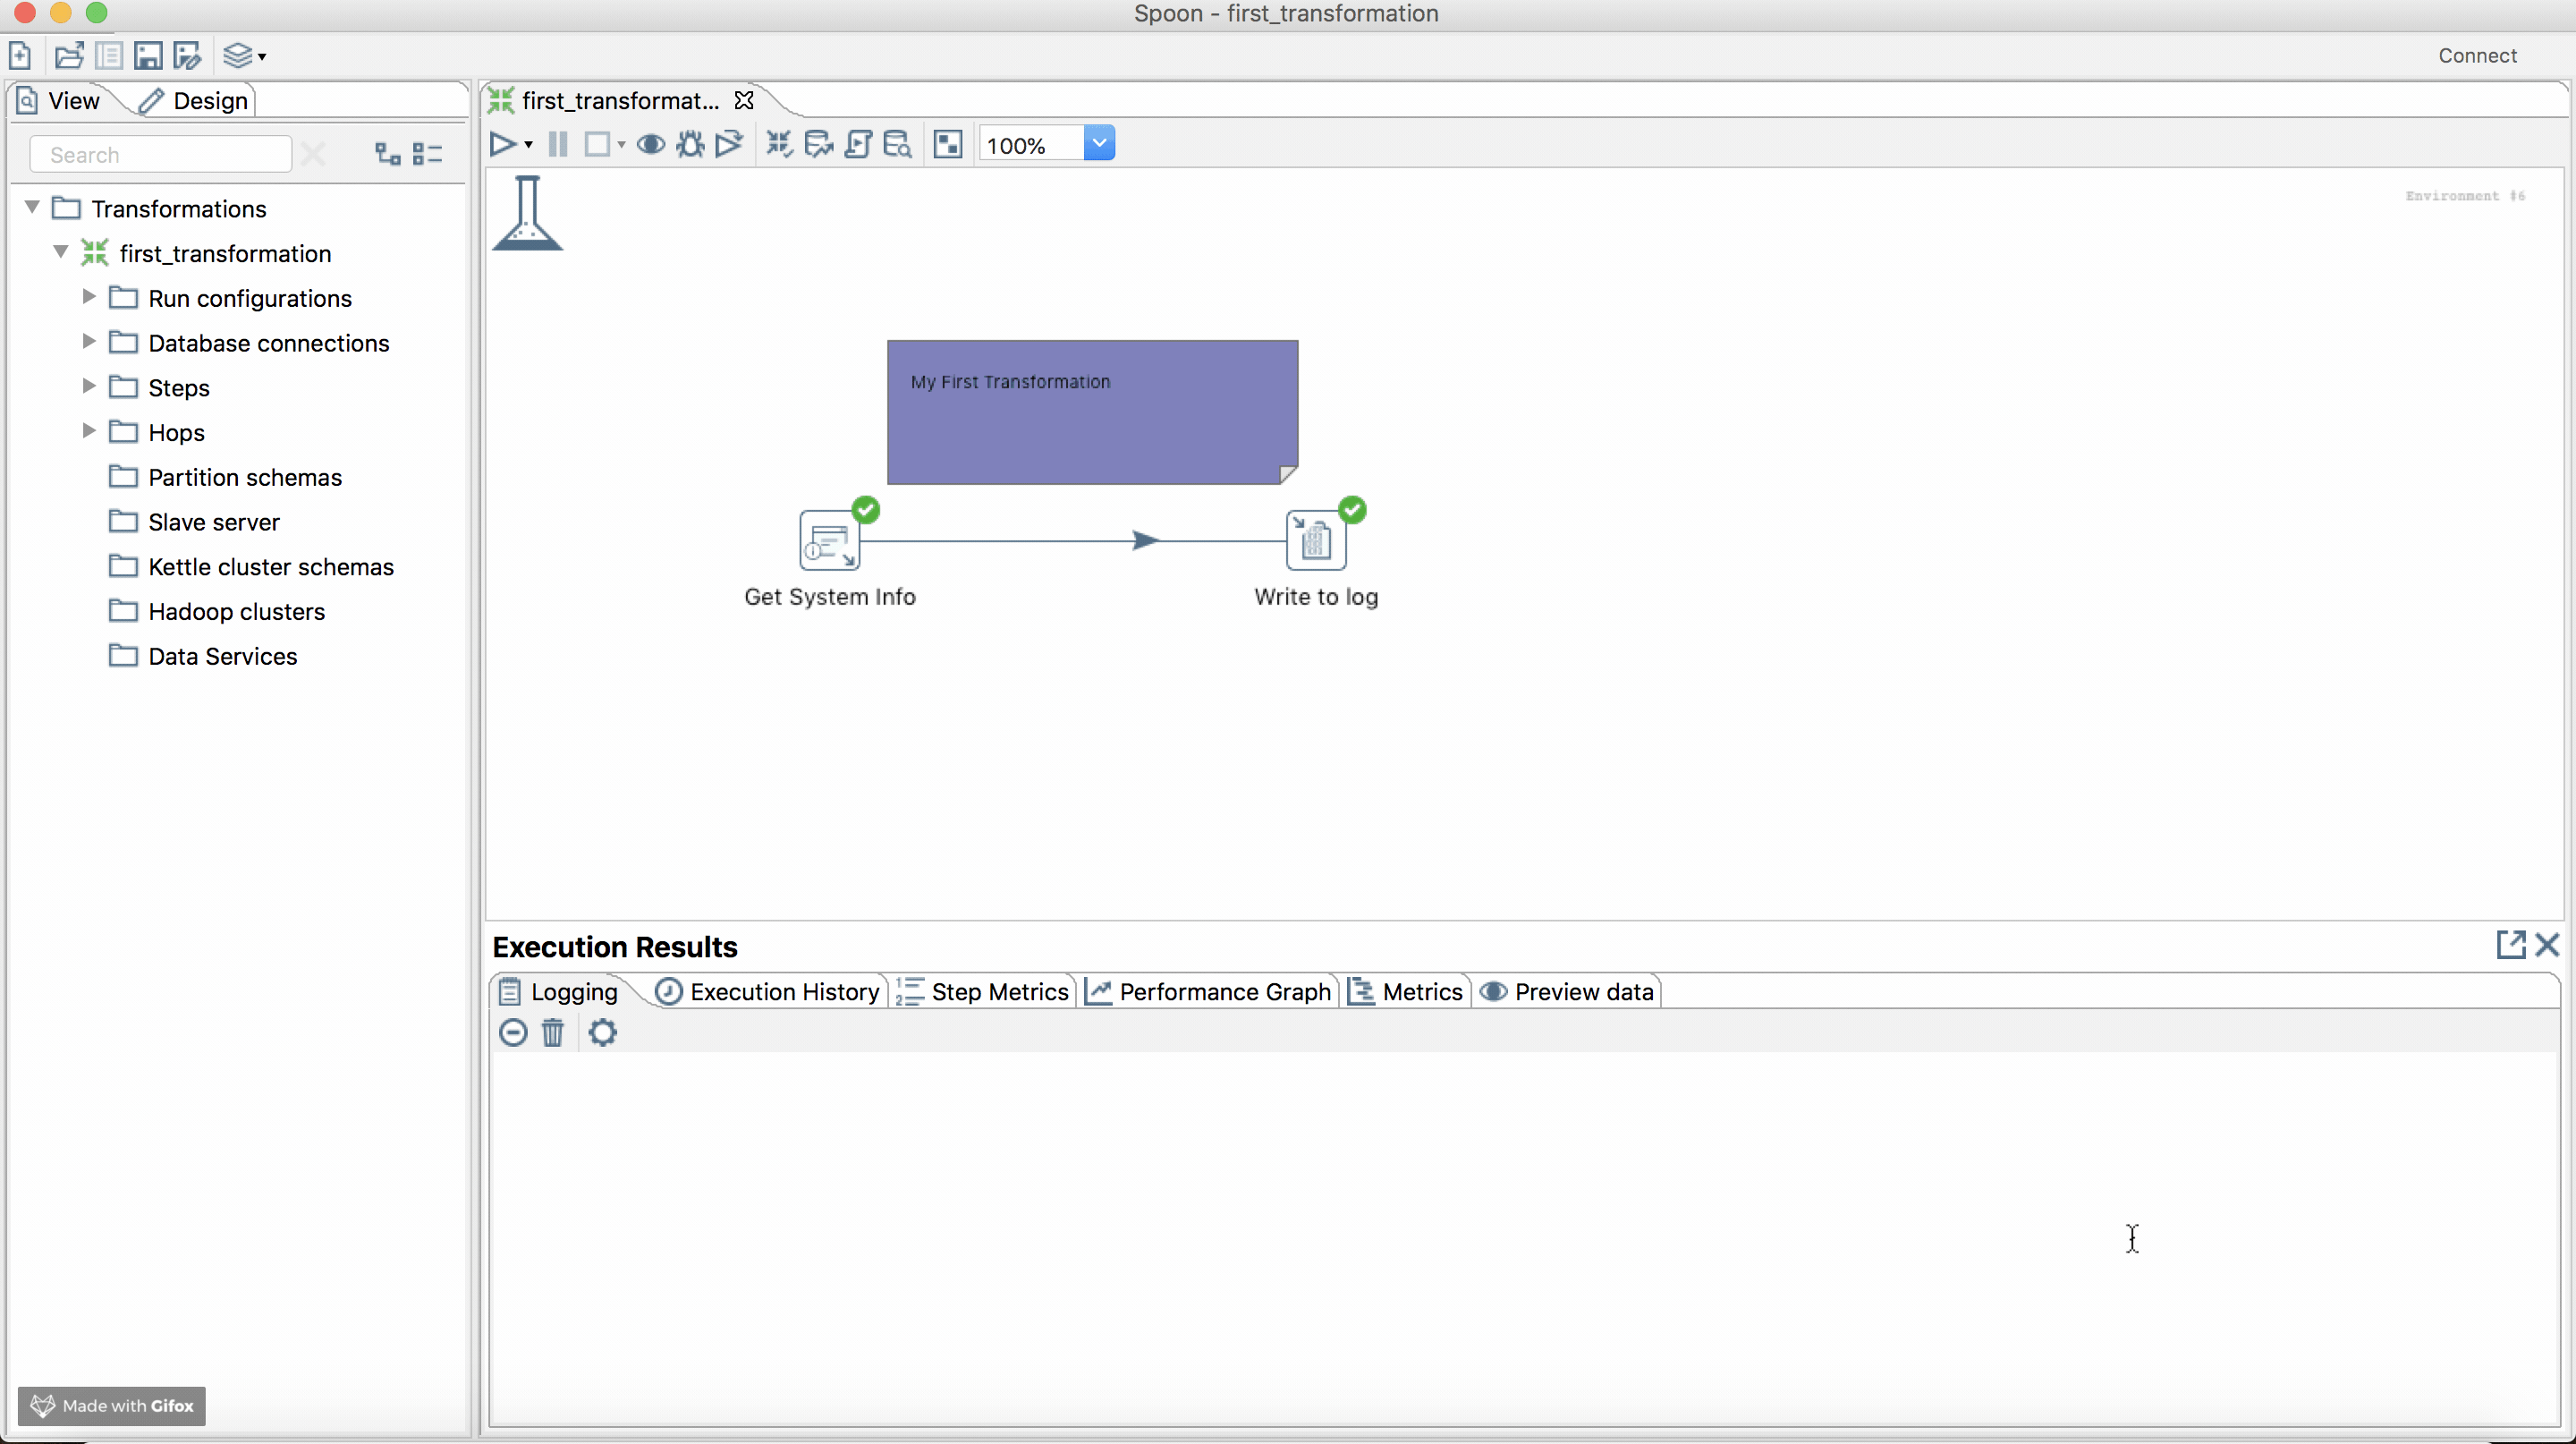 Spoon - first_transformation
Connect
View
Design
first_transformat...
Search
100%
Environment #6
Transformations
first_transformation
Run configurations
Database connections
Steps
Hops
Partition schemas
Slave server
Kettle cluster schemas
Hadoop clusters
Data Services
My First Transformation
Get System Info
Write to log
Execution Results
Logging
Execution History
Step Metrics
Performance Graph
Metrics
Preview data
Made with Gifox